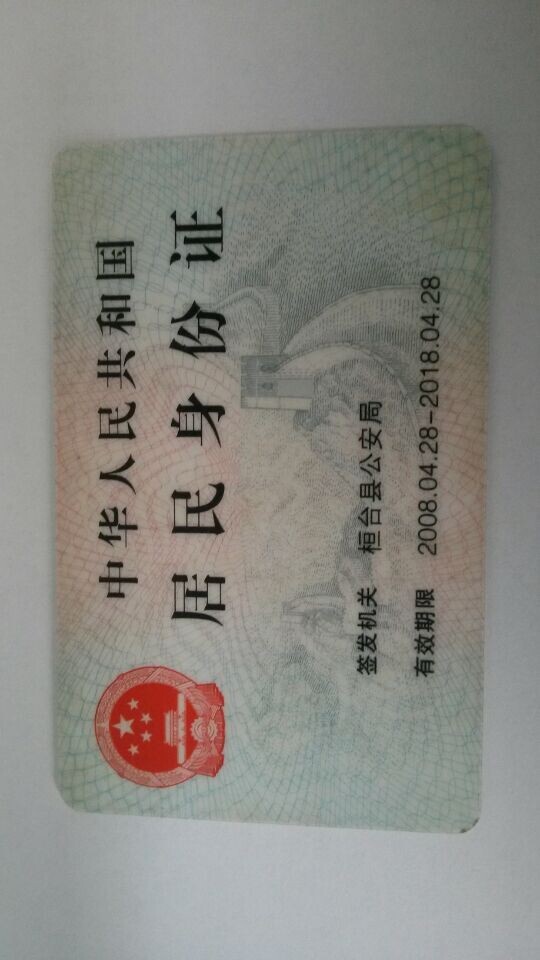 中华人民共和国
居民身份证
签发机关 桓台县公安局
有效期限 2008.04.28-2018.04.28